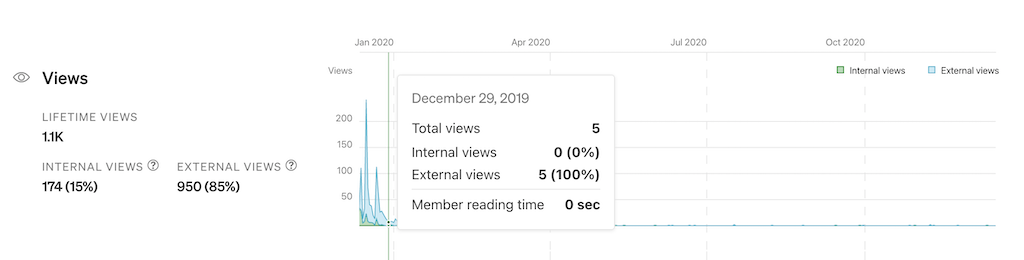 Jan 2020 Apr 2020 Jul 2020 Oct 2020
Views
Views
Internal views External views
December 29, 2019
LIFETIME VIEWS
1.1K
Total views 5
200
150
100
50
Internal views 0 (0%)
External views 5 (100%)
INTERNAL VIEWS ? EXTERNAL VIEWS ?
174 (15%) 950 (85%)
Member reading time 0 sec